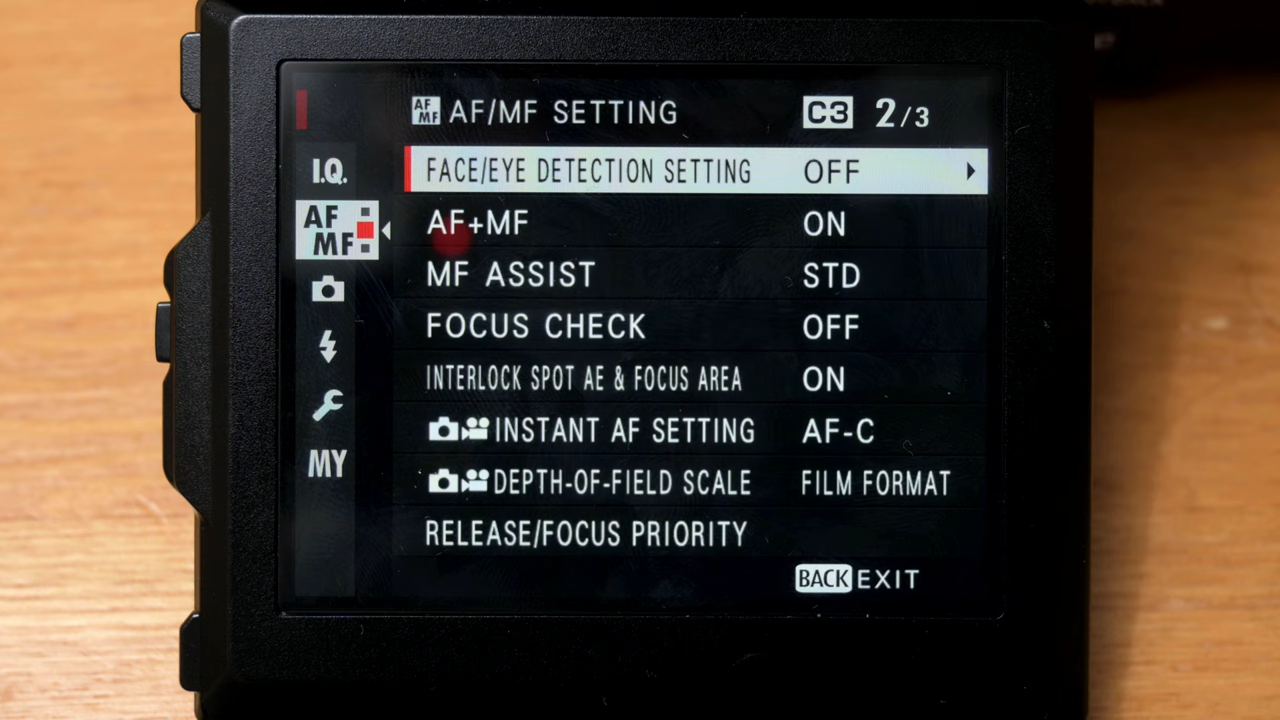 AF MF AF/MF SETTING C3 2/3
I.Q.
AF MF
MY
FACE/EYE DETECTION SETTING OFF
AF+MF ON
MF ASSIST STD
FOCUS CHECK OFF
INTERLOCK SPOT AE & FOCUS AREA ON
INSTANT AF SETTING AF-C
DEPTH-OF-FIELD SCALE FILM FORMAT
RELEASE/FOCUS PRIORITY
BACK EXIT